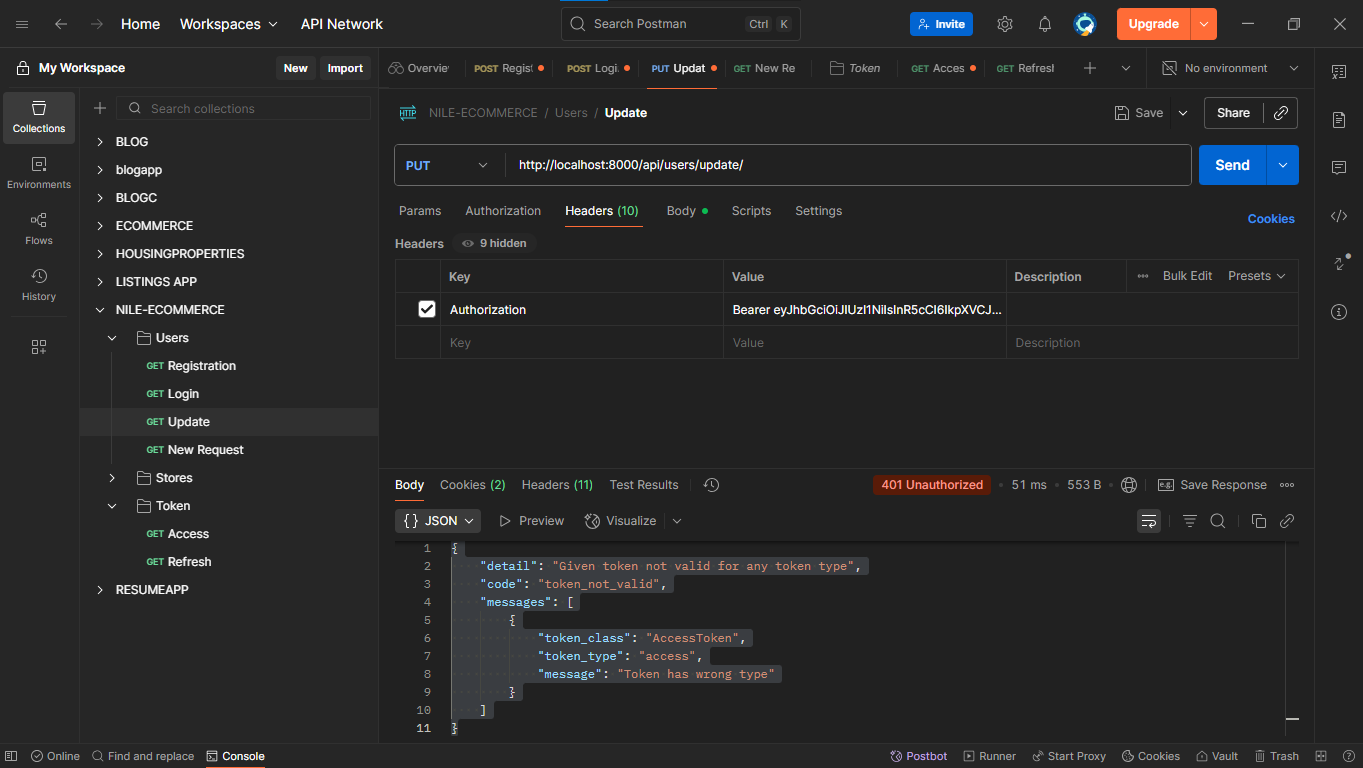 Home Workspaces API Network Search Postman Ctrl K Invite Upgrade
My Workspace New Import Overvie POST Regist POST Logi. PUT Updat GET New Re Token GET Acces GET Refresh No environment
Collections
Environments
Flows
History
Search collections
BLOG
blogapp
BLOGC
ECOMMERCE
HOUSINGPROPERTIES
LISTINGS APP
NILE-ECOMMERCE
Users
GET Registration
GET Login
GET Update
GET New Request
Stores
Token
GET Access
GET Refresh
RESUMEAPP
HTTP NILE-ECOMMERCE / Users / Update Save Share
PUT http://localhost:8000/api/users/update/ Send
Params Authorization Headers (10) Body Scripts Settings Cookies
Headers 9 hidden
Key Value Description Bulk Edit Presets
Authorization Bearer eyJhbGciOiJIUzI1NiIsInR5cCI6IkpXVCJ...
Key Value Description
Body Cookies (2) Headers (11) Test Results 401 Unauthorized 51 ms 553 B e.g. Save Response
{} JSON Preview Visualize
1 {
2 "detail": "Given token not valid for any token type",
3 "code": "token_not_valid",
4 "messages": [
5 {
6 "token_class": "AccessToken",
7 "token_type": "access",
8 "message": "Token has wrong type"
9 }
10 ]
11 }
Online Find and replace Console Postbot Runner Start Proxy Cookies Vault Trash